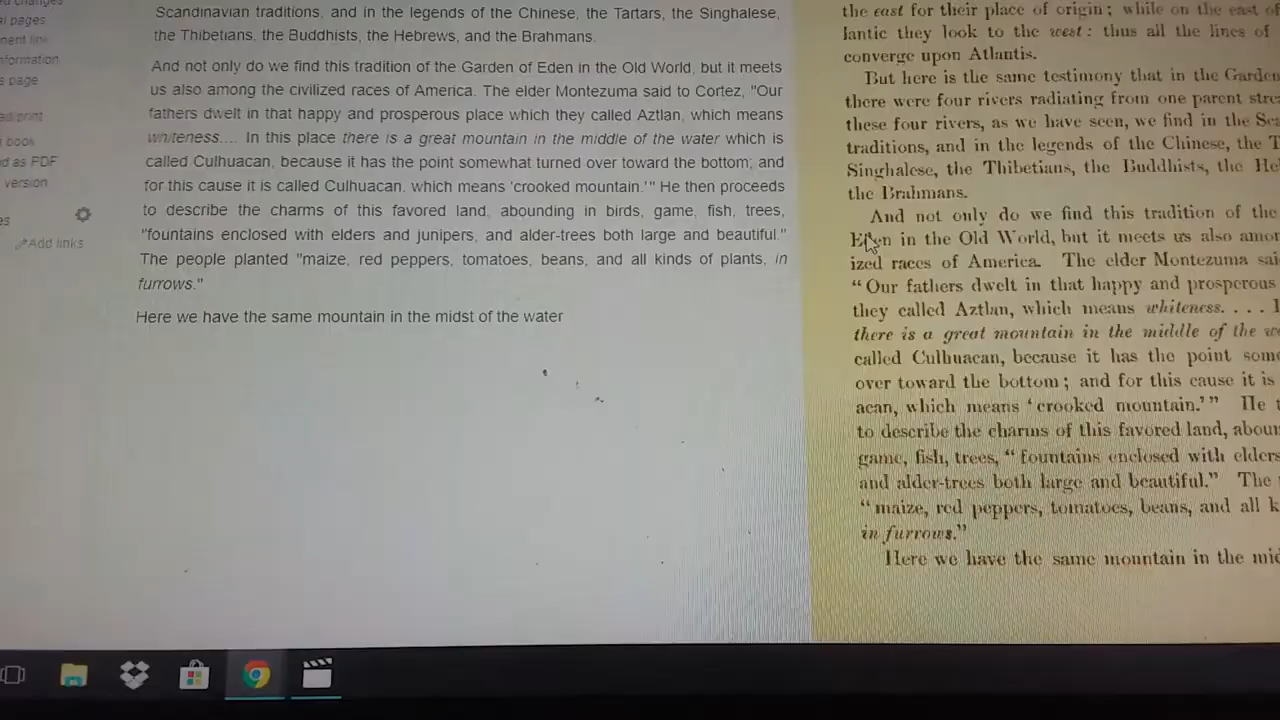 al pages
nent link
nformation
s page
ad/print
book
d as PDF
version
Add links
Scandinavian traditions, and in the legends of the Chinese, the Tartars, the Singhalese,
the Thibetians, the Buddhists, the Hebrews, and the Brahmans.
And not only do we find this tradition of the Garden of Eden in the Old World, but it meets
us also among the civilized races of America. The elder Montezuma said to Cortez, "Our
fathers dwelt in that happy and prosperous place which they called Aztlan, which means
whiteness.... In this place there is a great mountain in the middle of the water which is
called Culhuacan, because it has the point somewhat turned over toward the bottom; and
for this cause it is called Culhuacan, which means 'crooked mountain.'" He then proceeds
to describe the charms of this favored land, abounding in birds, game, fish, trees,
"fountains enclosed with elders and junipers, and alder-trees both large and beautiful."
The people planted "maize, red peppers, tomatoes, beans, and all kinds of plants, in
furrows."
Here we have the same mountain in the midst of the water
the east for their place of origin; while on the east of
lantic they look to the west: thus all the lines of
converge upon Atlantis.
But here is the same testimony that in the Garden
there were four rivers radiating from one parent stre
these four rivers, as we have seen, we find in the Sca
traditions, and in the legends of the Chinese, the T
Singhalese, the Thibetians, the Buddhists, the He
the Brahmans.
And not only do we find this tradition of the
Eden in the Old World, but it meets us also amon
ized races of America. The elder Montezuma sai
"Our fathers dwelt in that happy and prosperous
they called Aztlan, which means whiteness. . . . I
there is a great mountain in the middle of the wa
called Culhuacan, because it has the point some
over toward the bottom; and for this cause it is
acan, which means 'crooked mountain.'" He t
to describe the charms of this favored land, abou
game, fish, trees, "fountains enclosed with elders
and alder-trees both large and beautiful." The
"maize, red peppers, tomatoes, beans, and all k
in furrows."
Here we have the same mountain in the mid